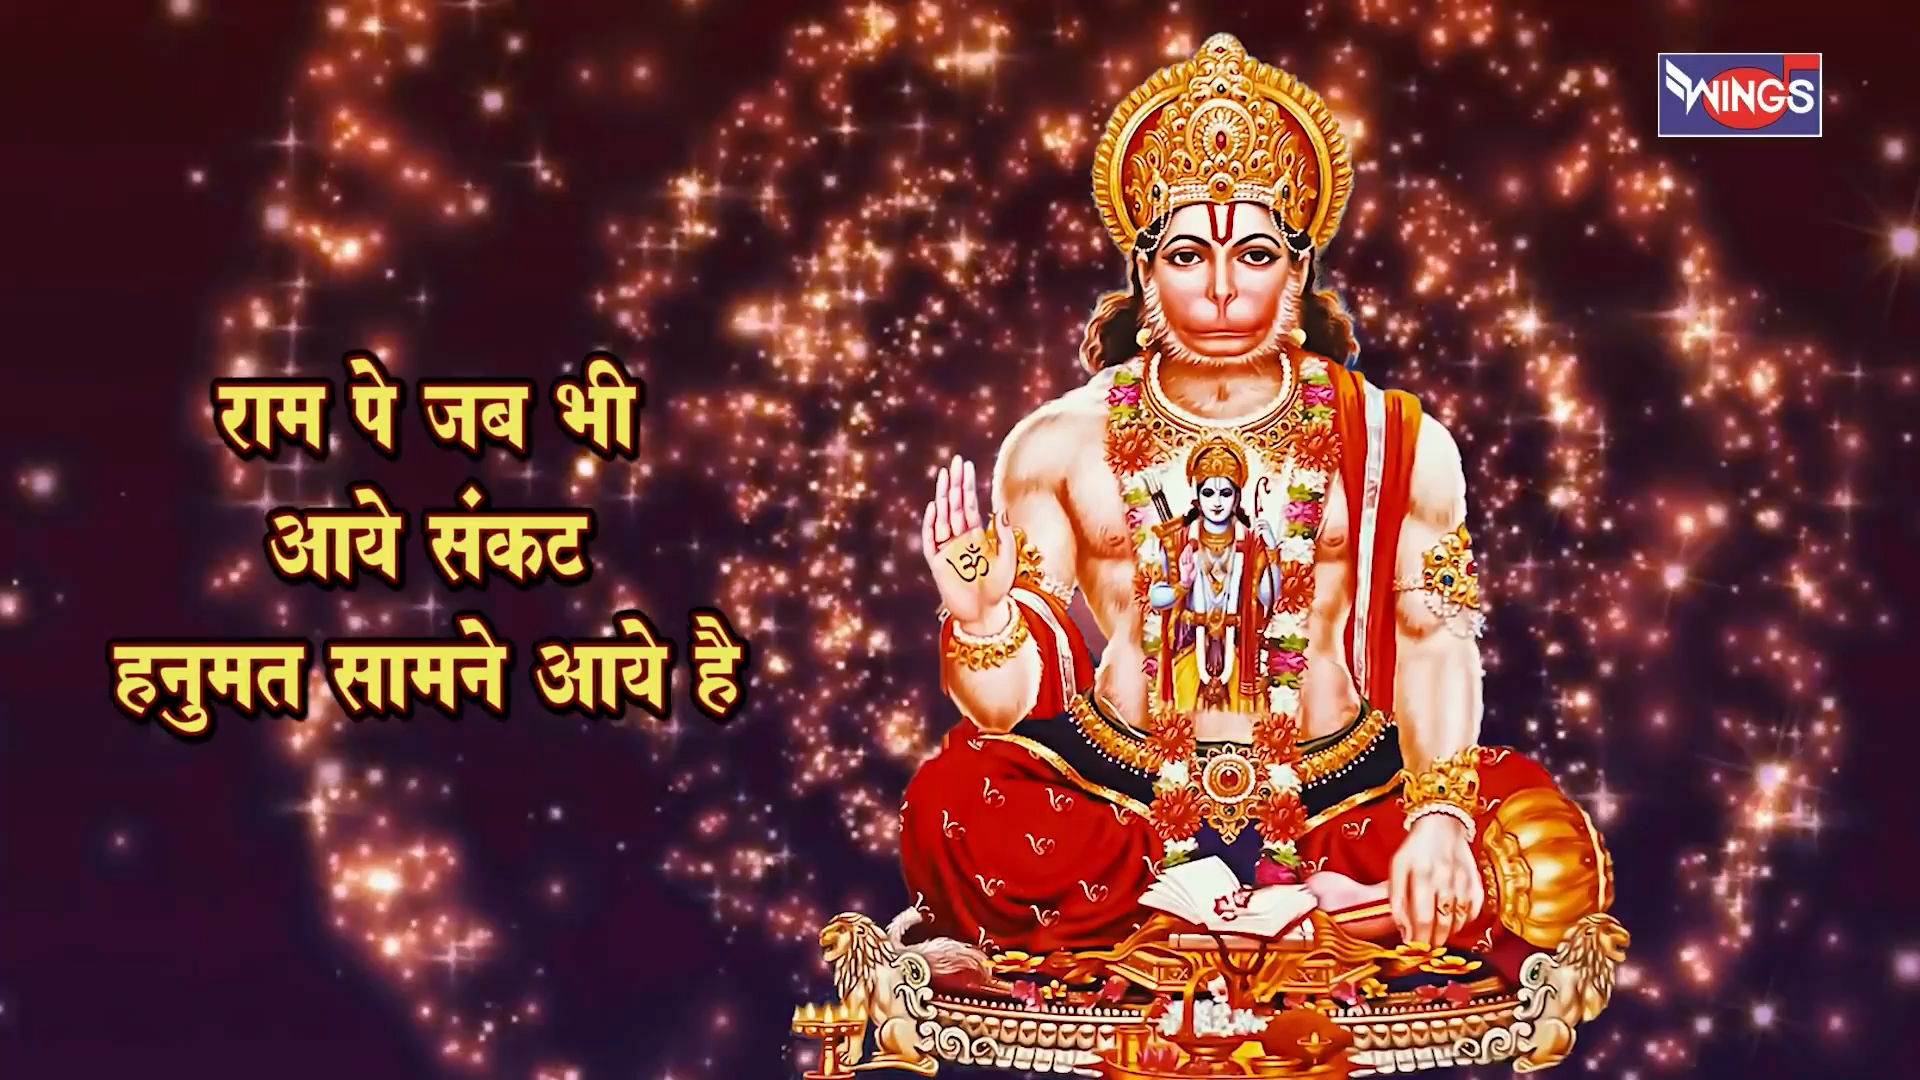 WINGS
राम पे जब भी
आये संकट
हनुमत सामने आये है
ॐ